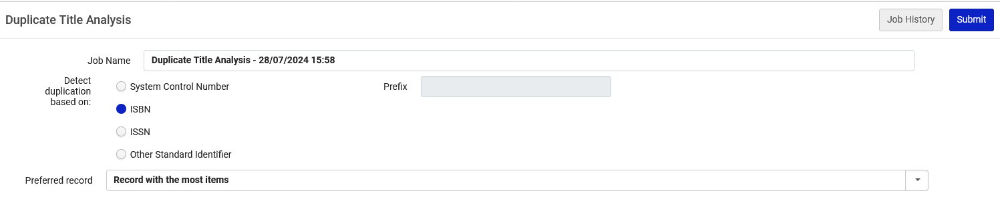 Duplicate Title Analysis
Job History
Submit
Job Name
Duplicate Title Analysis - 28/07/2024 15:58
Detect
duplication
based on:
System Control Number
Prefix
ISBN
ISSN
Other Standard Identifier
Preferred record
Record with the most items